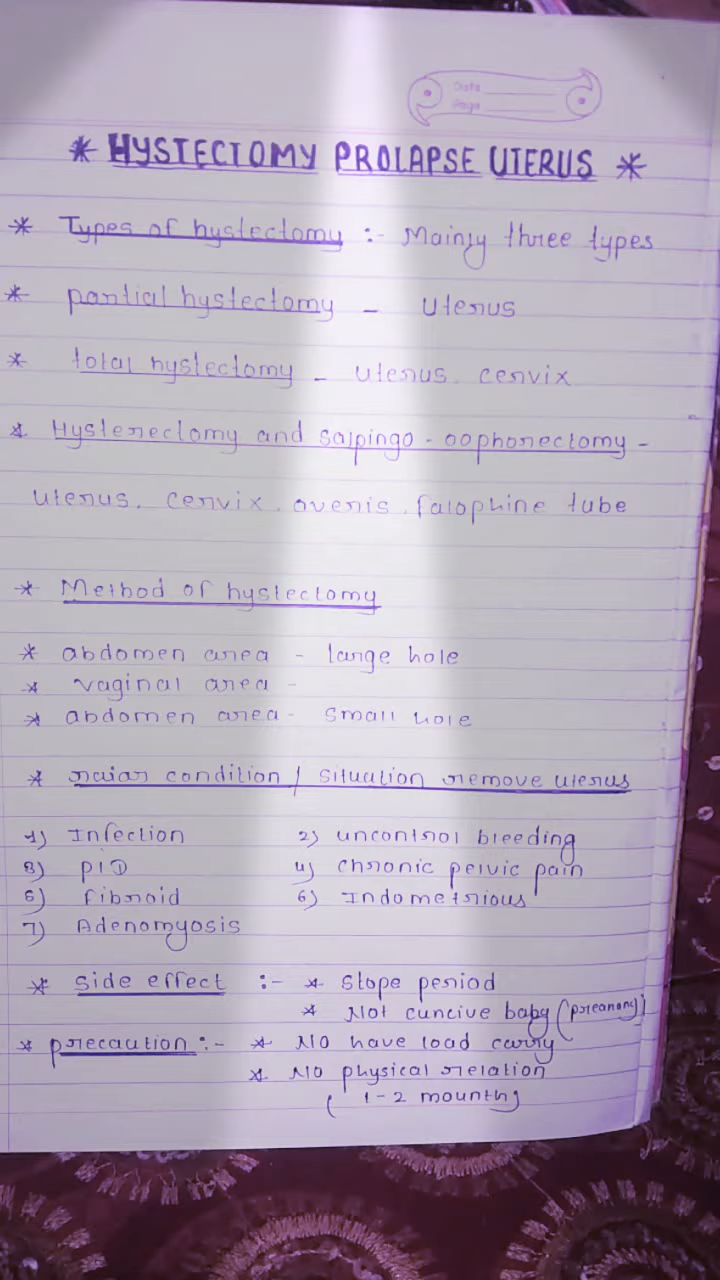 Date
Page
* HYSTECTOMY PROLAPSE UTERUS *
* Types of hystectomy :- Mainly three types
* partial hystectomy - Uterus
* total hystectomy - uterus. cervix
* Hysterectomy and salpingo - oophorectomy -
uterus. cervix. overis. falophine tube
* Method of hystectomy
* abdomen area - large hole
* vaginal area -
* abdomen area - small hole
* condition / situation remove uterus
1) Infection 2) uncontrol bleeding
3) PID 4) chronic pelvic pain
5) fibroid 6) Indometrious
7) Adenomyosis
* side effect :- * stope period
* Not cuncive baby
* precaution :- * No have load carry
* No physical relation
( 1-2 mounth)